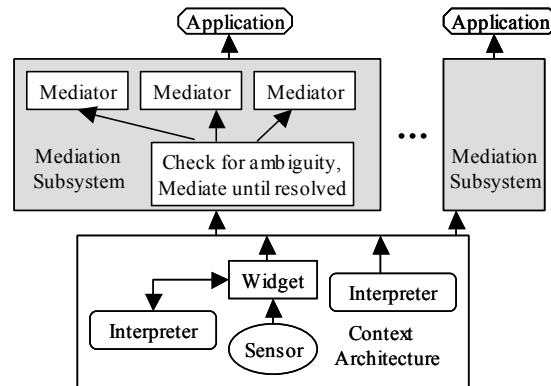 Application
Application
Mediator
Mediator
Mediator
Mediation
Subsystem
Check for ambiguity,
Mediate until resolved
...
Mediation
Subsystem
Widget
Interpreter
Interpreter
Sensor
Context
Architecture